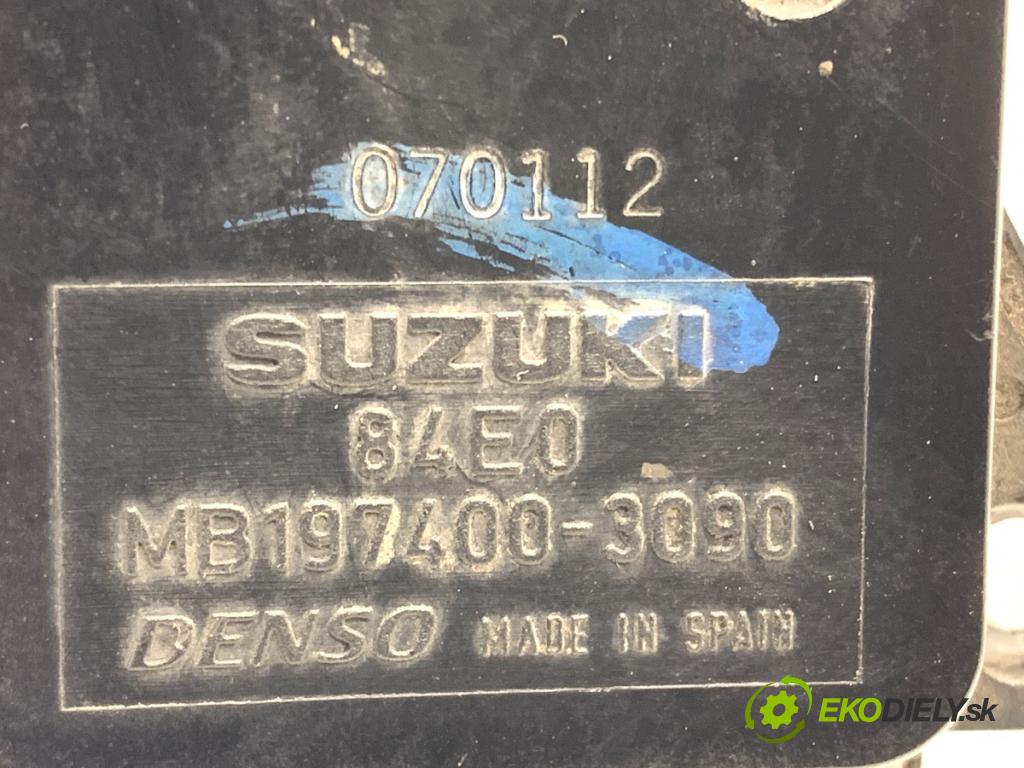 070112
SUZUKI
84E0
MB197400-3090
DENSO MADE IN SPAIN
EKODIELY.sk